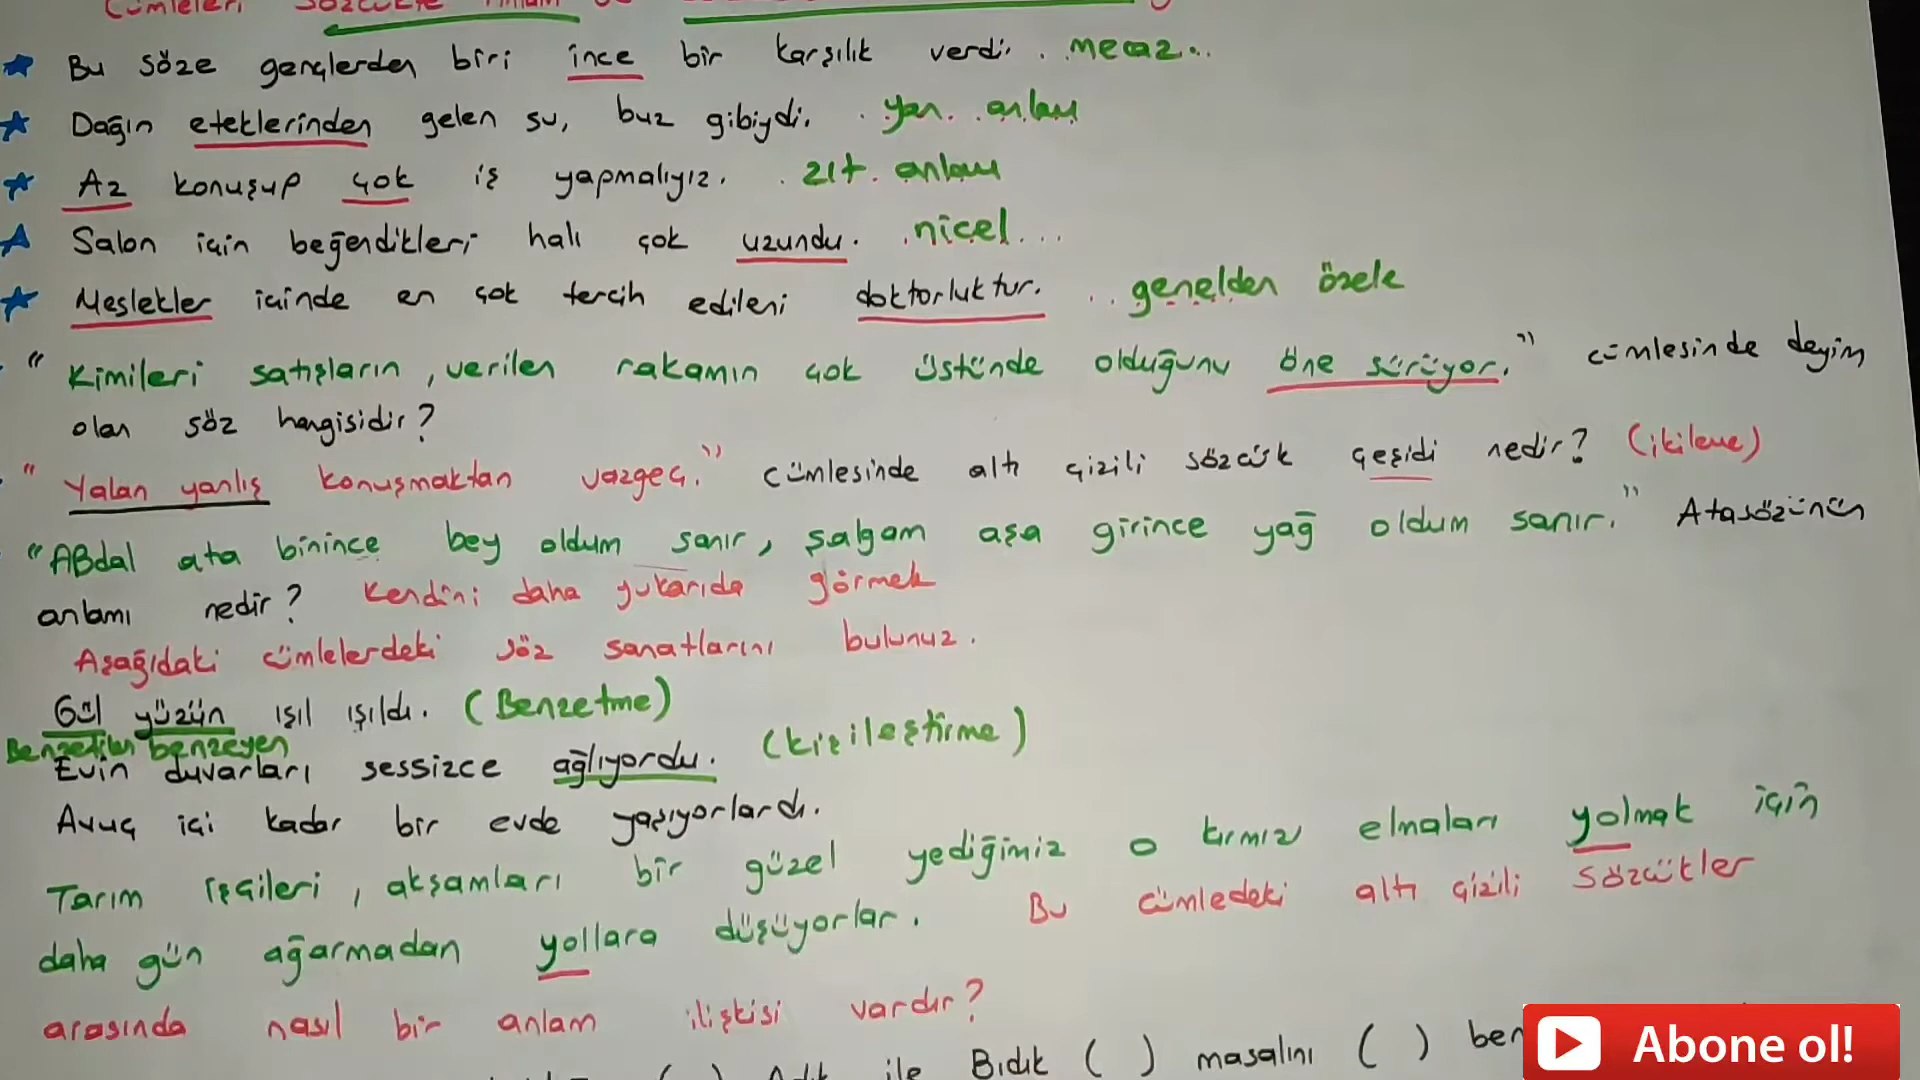 Cümleleri Sözcükte
Bu söze gençlerden biri ince bir karşılık verdi. . mecaz...
Dağın eteklerinden gelen su, buz gibiydi. . yan. .anlam
Az konuşup çok iş yapmalıyız. . zıt. anlam
Salon için beğendikleri halı çok uzundu. .nicel...
Meslekler içinde en çok tercih edileni doktorluktur. ..genelden özele
"Kimileri satışların, verilen rakamın çok üstünde olduğunu öne sürüyor." cümlesinde deyim
olan söz hangisidir?
"Yalan yanlış konuşmaktan vazgeç." cümlesinde altı çizili sözcük çeşidi nedir? (ikileme)
"ABdal ata binince bey oldum sanır, şalgam aşa girince yağ oldum sanır." Atasözünün
anlamı nedir? Kendini daha yukarıda görmek
Aşağıdaki cümlelerdeki söz sanatlarını bulunuz.
Gül yüzün ışıl ışıldı. (Benzetme)
Benzetilen benzeyen
Evin duvarları sessizce ağlıyordu. (kişileştirme)
Avuç içi kadar bir evde yaşıyorlardı.
Tarım işçileri, akşamları bir güzel yediğimiz o kırmızı elmaları yolmak için
daha gün ağarmadan yollara düşüyorlar. Bu cümledeki altı çizili sözcükler
arasında nasıl bir anlam ilişkisi vardır?
( ) ile Bıdık ( ) masalını ( ) ben
Abone ol!